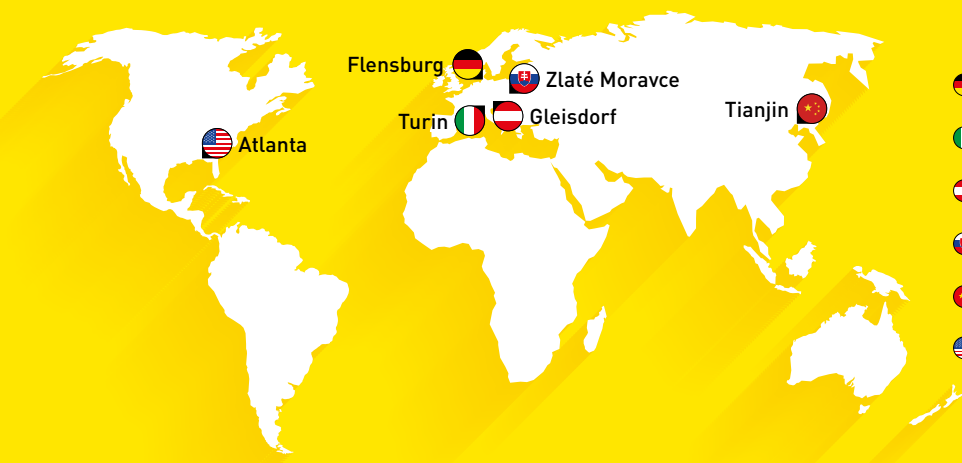 Flensburg
Zlaté Moravce
Turin
Gleisdorf
Tianjin
Atlanta